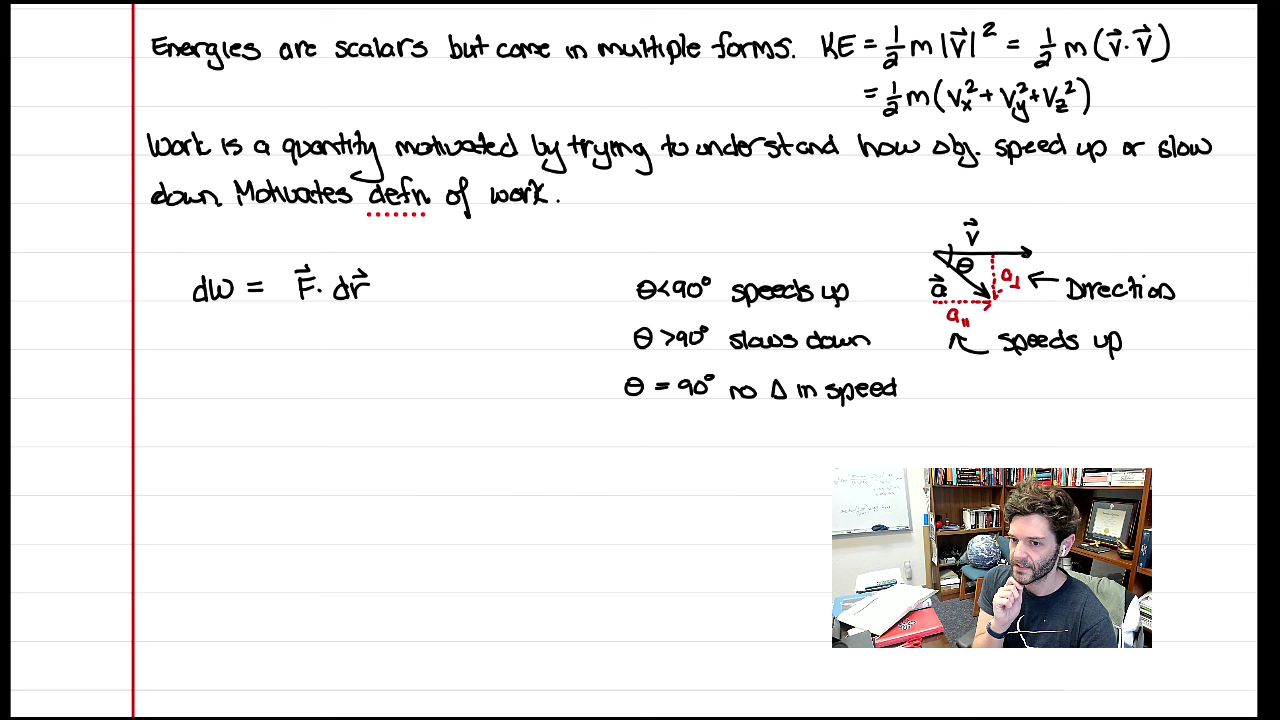 Energies are scalars but come in multiple forms. KE = 1/2 m |v⃗|² = 1/2 m (v⃗·v⃗)
= 1/2 m (Vx² + Vy² + Vz²)
Work is a quantity motivated by trying to understand how obj. speed up or slow
down Motivates defn of work.
v⃗
θ
dW = F⃗ · dr⃗
θ<90° speeds up
a⃗
a⊥
← Direction
a∥
θ >90° slows down
speeds up
θ = 90° no Δ in speed